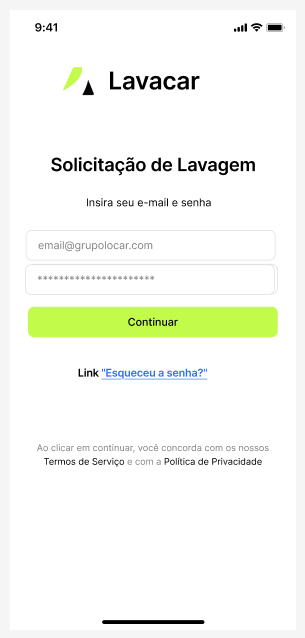 9:41
Lavacar
Solicitação de Lavagem
Insira seu e-mail e senha
email@grupolocar.com
***********************
Continuar
Link "Esqueceu a senha?"
Ao clicar em continuar, você concorda com os nossos
Termos de Serviço e com a Política de Privacidade